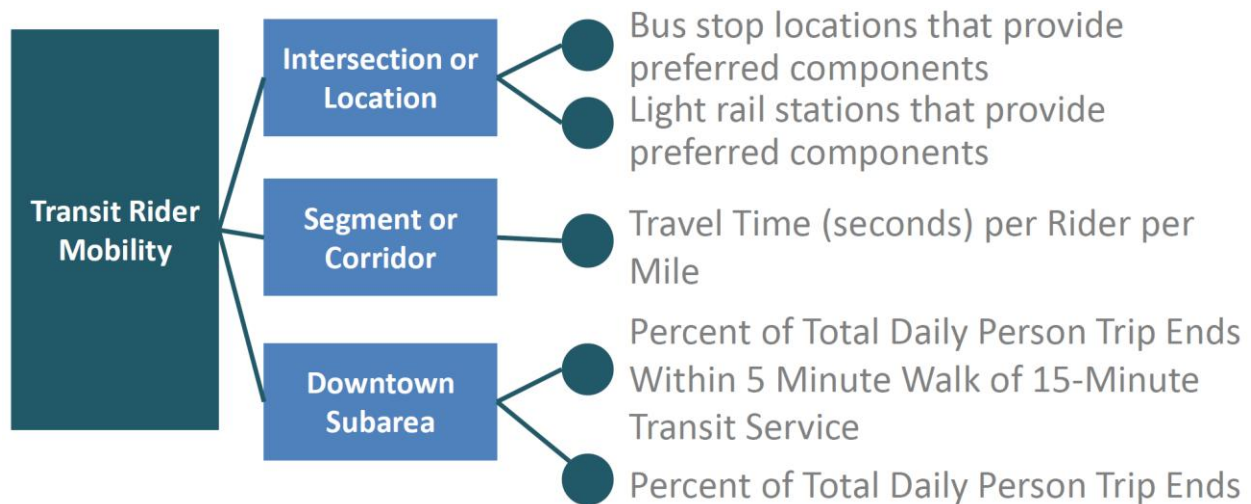 Transit Rider
Mobility
Intersection or
Location
Bus stop locations that provide
preferred components
Light rail stations that provide
preferred components
Segment or
Corridor
Travel Time (seconds) per Rider per
Mile
Downtown
Subarea
Percent of Total Daily Person Trip Ends
Within 5 Minute Walk of 15-Minute
Transit Service
Percent of Total Daily Person Trip Ends